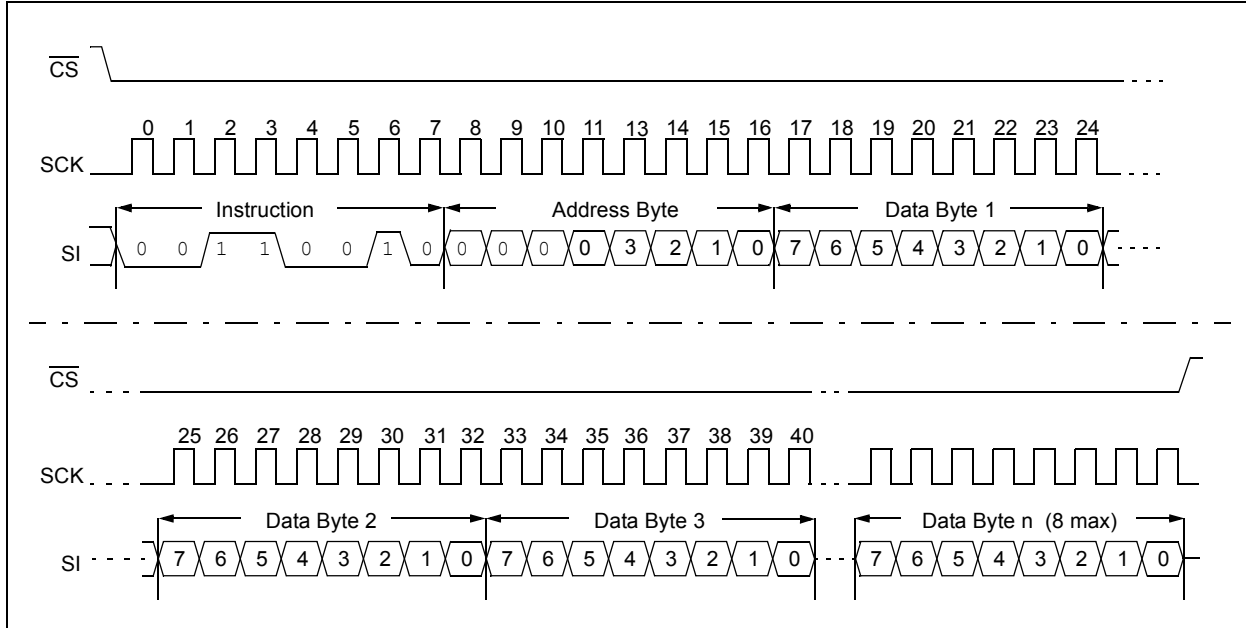 CS
0 1 2 3 4 5 6 7 8 9 10 11 13 14 15 16 17 18 19 20 21 22 23 24
SCK
Instruction Address Byte Data Byte 1
SI 0 0 1 1 0 0 1 0 0 0 0 0 3 2 1 0 7 6 5 4 3 2 1 0
CS
25 26 27 28 29 30 31 32 33 34 35 36 37 38 39 40
SCK
Data Byte 2 Data Byte 3 Data Byte n (8 max)
SI 7 6 5 4 3 2 1 0 7 6 5 4 3 2 1 0 7 6 5 4 3 2 1 0